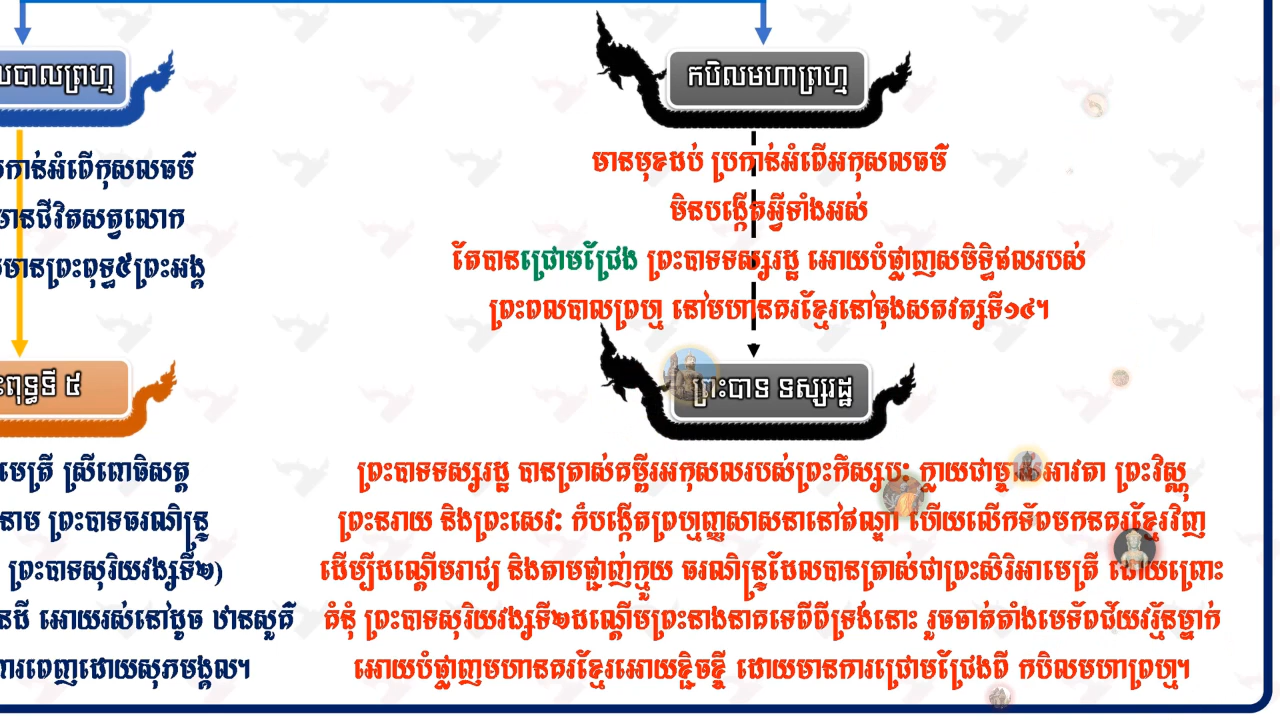 លបាលព្រហ្ម
កបិលមហាព្រហ្ម
មានមុខដប់ ប្រកាន់អំពើអកុសលធម៌
មិនបង្កើតអ្វីទាំងអស់
តែបានជ្រោមជ្រែង ព្រះបាទទស្សរដ្ឋ អោយបំផ្លាញសមិទ្ធិផលរបស់
ព្រះពលបាលព្រហ្ម នៅមហានគរខ្មែរនៅចុងសតវត្សទី១៤។
ប្រកាន់អំពើកុសលធម៌
មានជីវិតសត្វលោក
មានព្រះពុទ្ធ៥ព្រះអង្គ
ព្រះពុទ្ធទី ៥
ព្រះបាទ ទស្សរដ្ឋ
មេត្រី ស្រីពោធិសត្ត
នាម ព្រះបាទធរណិន្ទ្រ
ព្រះបាទសុរិយវង្សទី២)
នដី អោយរស់នៅដូច ឋានសួគ៌
ពេញដោយសុភមង្គល។
ព្រះបាទទស្សរដ្ឋ បានត្រាស់គម្ពីរអកុសលរបស់ព្រះកឹស្សបៈ ក្លាយជាម្ចាស់ អាវតា ព្រះវិស្ណុ
ព្រះនរាយ និងព្រះសេវៈ ក៏បង្កើតព្រហ្មញ្ញសាសនានៅឥណ្ឌា ហើយលើកទ័ពមកនគរខ្មែរវិញ
ដើម្បីដណ្តើមរាជ្យ និងតាមផ្ចាញ់ក្មួយ ធរណិន្ទ្រដែលបានត្រាស់ជាព្រះសិរិអាមេត្រី ដោយព្រោះ
គំនុំ ព្រះបាទសុរិយវង្សទី២ដណ្តើមព្រះនាងនាគទេពីពីទ្រង់នោះ រួចចាត់តាំងមេទ័ពជ័យវរ្ម័នម្នាក់
អោយបំផ្លាញមហានគរខ្មែរអោយខ្ទិចខ្ទី ដោយមានការជ្រោមជ្រែងពី កបិលមហាព្រហ្ម។